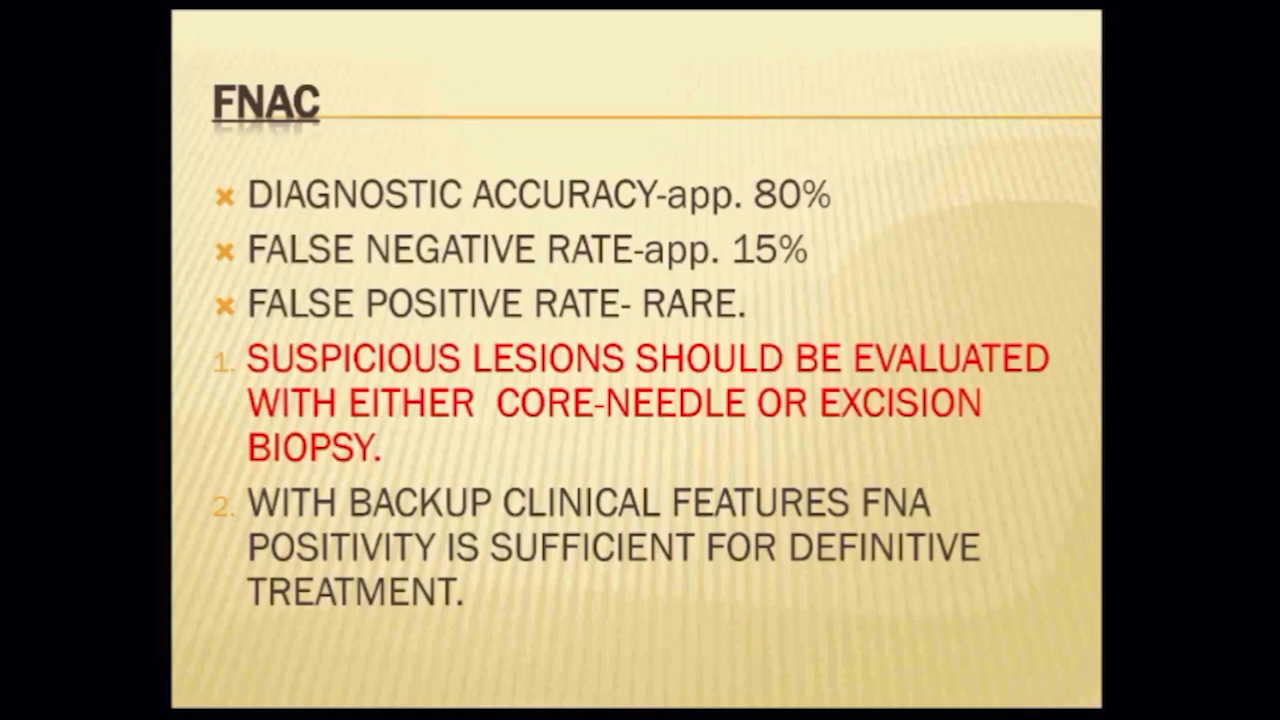 FNAC
DIAGNOSTIC ACCURACY-app. 80%
FALSE NEGATIVE RATE-app. 15%
FALSE POSITIVE RATE- RARE.
1. SUSPICIOUS LESIONS SHOULD BE EVALUATED
WITH EITHER CORE-NEEDLE OR EXCISION
BIOPSY.
2. WITH BACKUP CLINICAL FEATURES FNA
POSITIVITY IS SUFFICIENT FOR DEFINITIVE
TREATMENT.